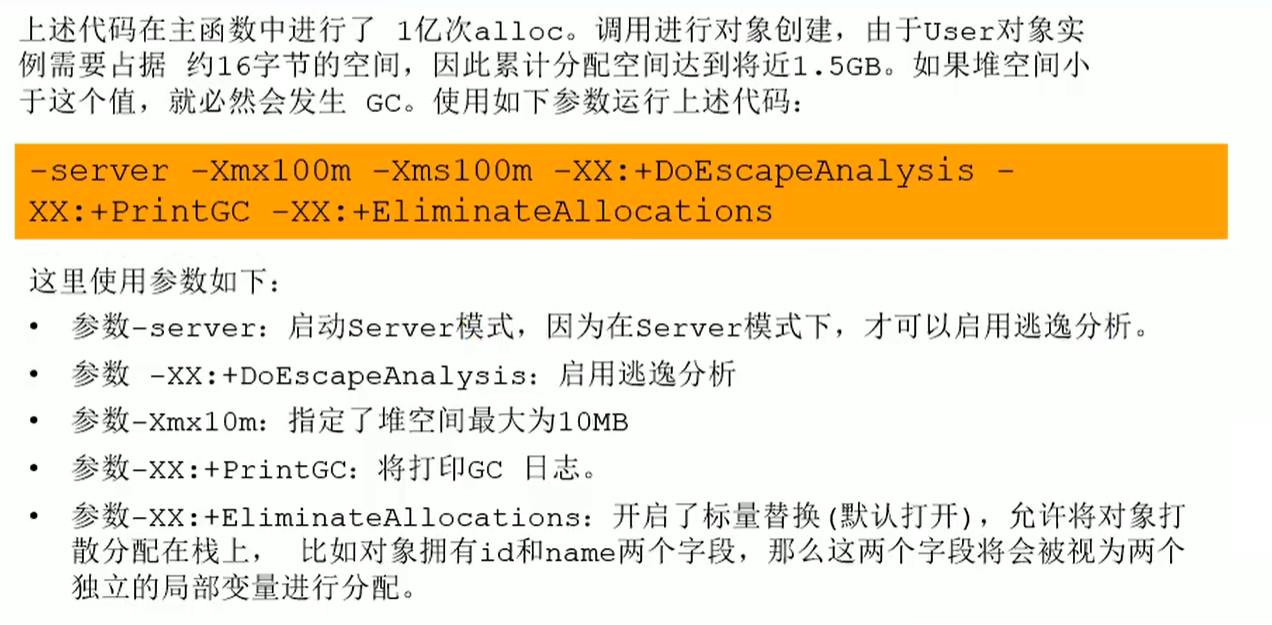 上述代码在主函数中进行了 1亿次alloc。调用进行对象创建，由于User对象实
例需要占据 约16字节的空间，因此累计分配空间达到将近1.5GB。如果堆空间小
于这个值，就必然会发生 GC。使用如下参数运行上述代码：
-server -Xmx100m -Xms100m -XX:+DoEscapeAnalysis -
XX:+PrintGC -XX:+EliminateAllocations
这里使用参数如下：
• 参数-server：启动Server模式，因为在Server模式下，才可以启用逃逸分析。
• 参数 -XX:+DoEscapeAnalysis：启用逃逸分析
• 参数-Xmx10m：指定了堆空间最大为10MB
• 参数-XX:+PrintGC：将打印GC 日志。
• 参数-XX:+EliminateAllocations：开启了标量替换(默认打开)，允许将对象打
散分配在栈上， 比如对象拥有id和name两个字段，那么这两个字段将会被视为两个
独立的局部变量进行分配。